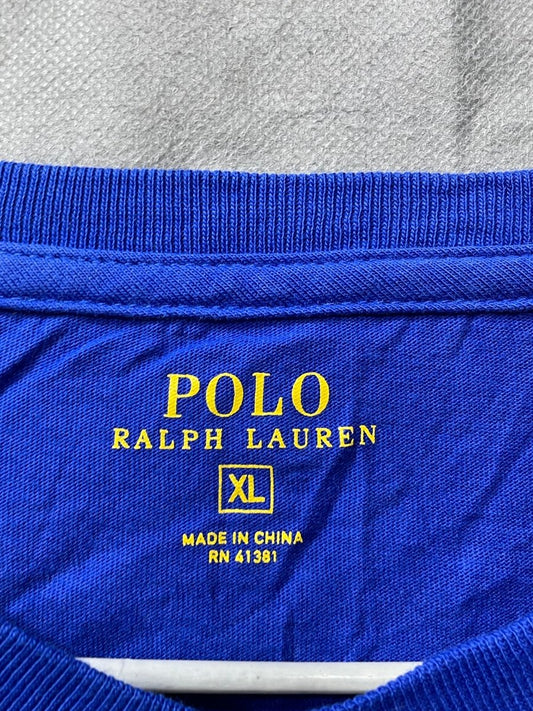 POLO
RALPH LAUREN
XL
MADE IN CHINA
RN 41381